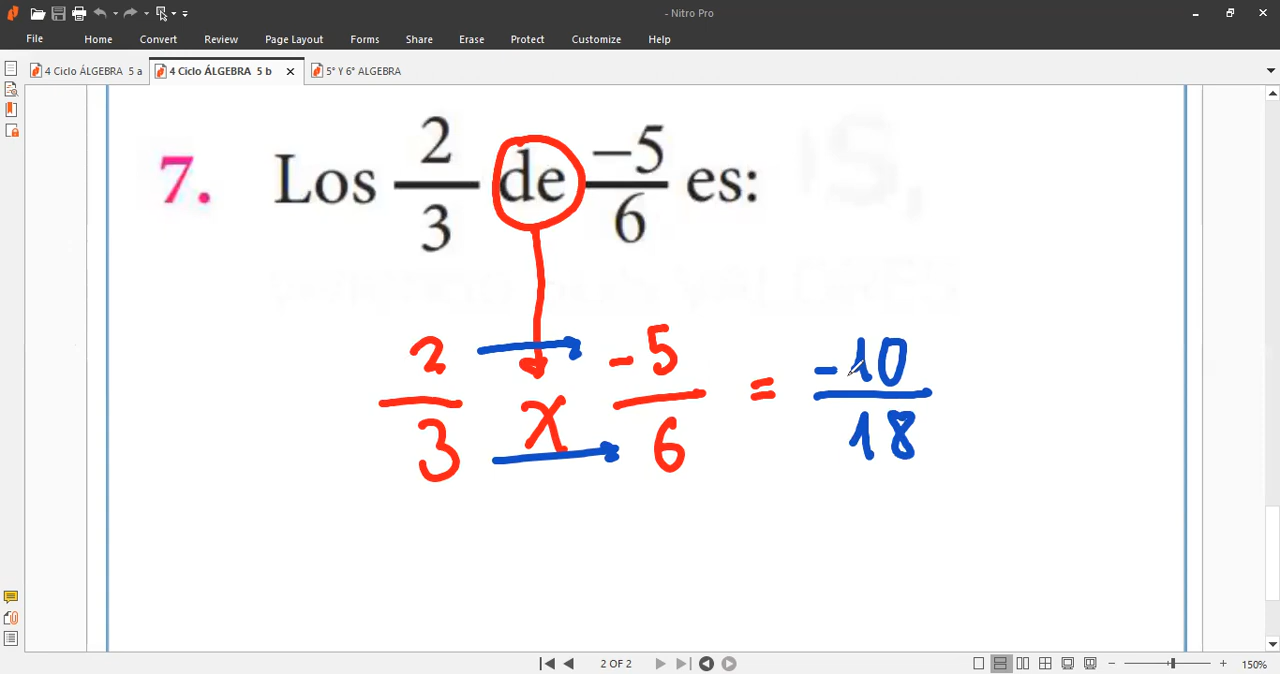 - Nitro Pro
File Home Convert Review Page Layout Forms Share Erase Protect Customize Help
4 Ciclo ÁLGEBRA 5 a 4 Ciclo ÁLGEBRA 5 b 5° Y 6° ALGEBRA
7. Los 2/3 de -5/6 es:
2/3 x -5/6 = -10/18
2 OF 2 150%